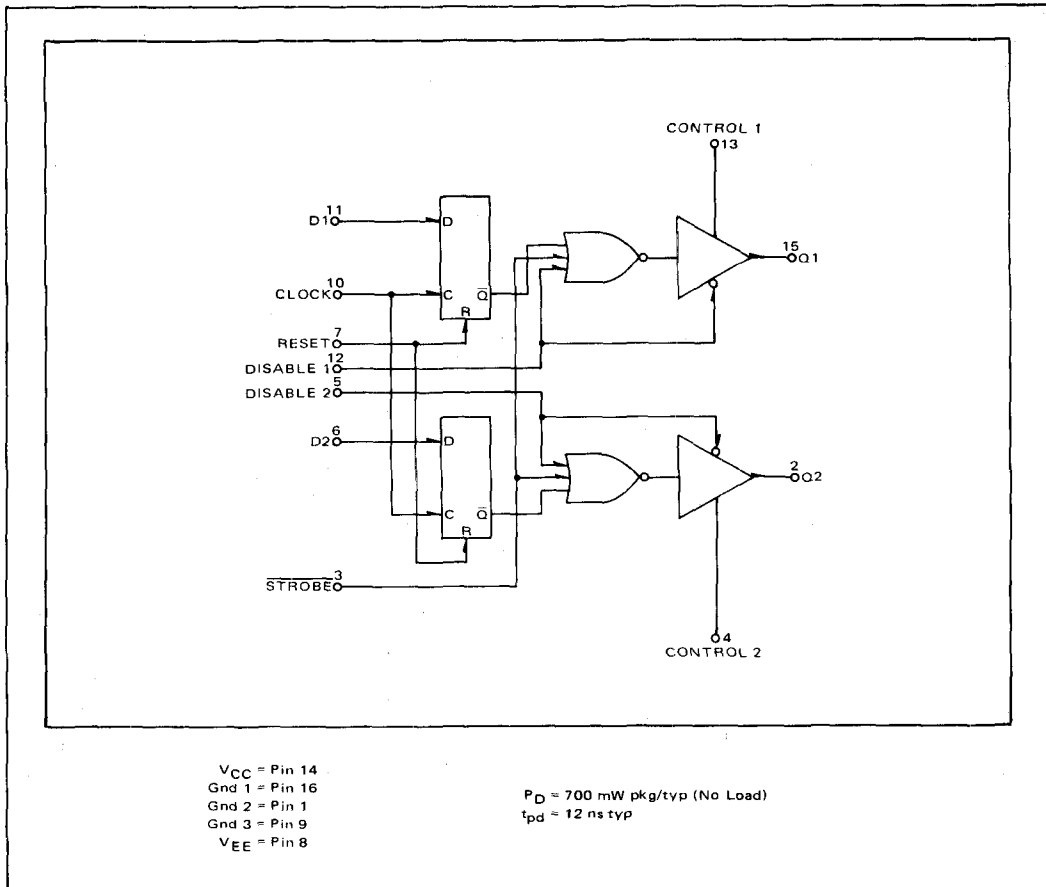 CONTROL 1
13
11
D1
D
15
Q1
10
CLOCK
C
Q̅
R
7
RESET
12
DISABLE 1
5
DISABLE 2
6
D2
D
2
Q2
C
Q̅
R
3
S̅T̅R̅O̅B̅E̅
4
CONTROL 2
VCC = Pin 14
Gnd 1 = Pin 16
Gnd 2 = Pin 1
Gnd 3 = Pin 9
VEE = Pin 8
PD = 700 mW pkg/typ (No Load)
tpd = 12 ns typ